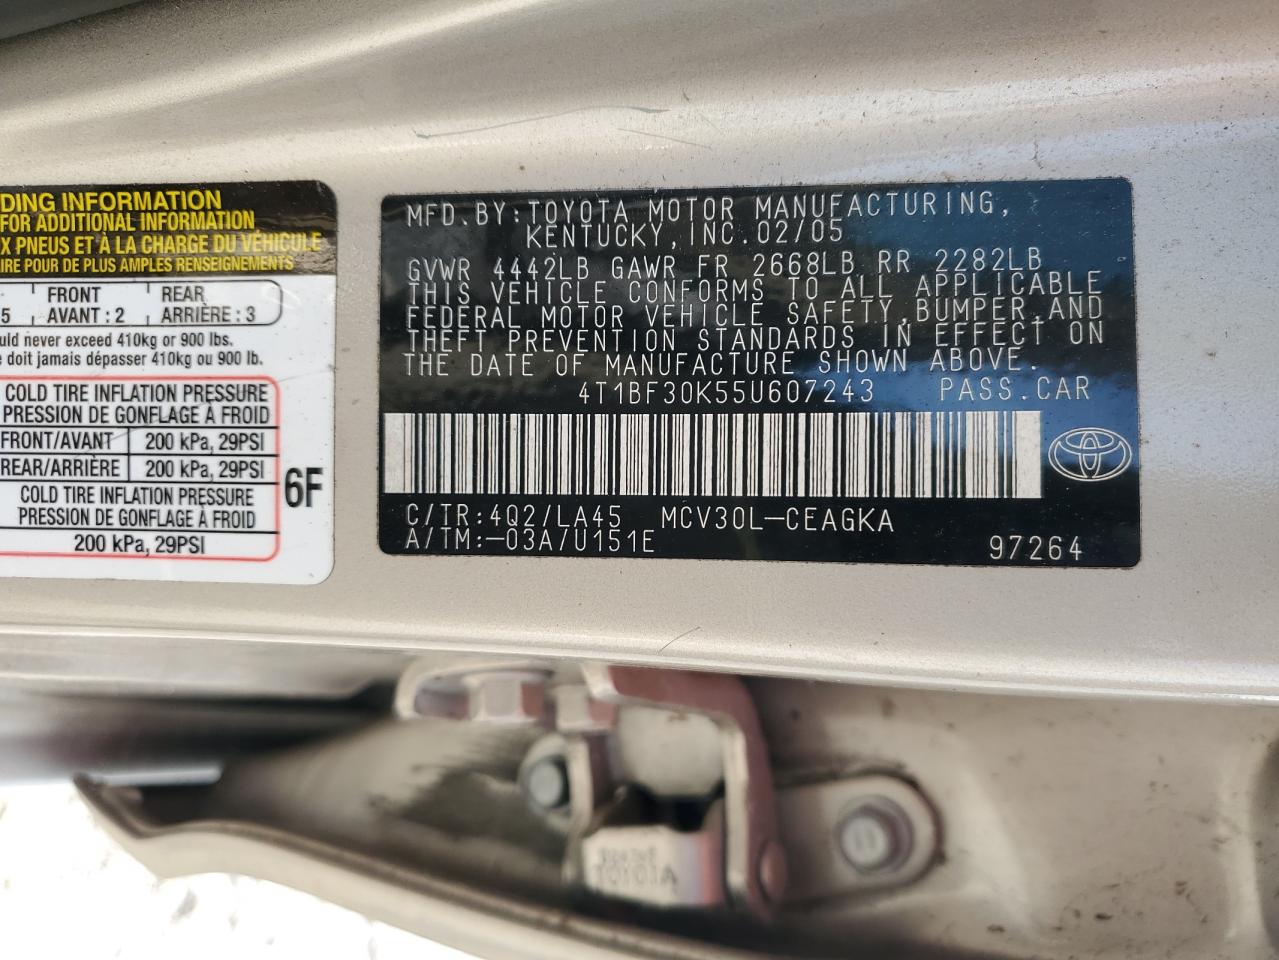 DING INFORMATION
FOR ADDITIONAL INFORMATION
X PNEUS ET À LA CHARGE DU VÉHICULE
IRE POUR DE PLUS AMPLES RENSEIGNEMENTS
5 FRONT AVANT : 2 REAR ARRIÈRE : 3
uld never exceed 410kg or 900 lbs.
e doit jamais dépasser 410kg ou 900 lb.
COLD TIRE INFLATION PRESSURE
PRESSION DE GONFLAGE À FROID
FRONT/AVANT 200 kPa, 29PSI
REAR/ARRIÈRE 200 kPa, 29PSI
COLD TIRE INFLATION PRESSURE
PRESSION DE GONFLAGE À FROID
200 kPa, 29PSI
6F
MFD.BY:TOYOTA MOTOR MANUFACTURING,
KENTUCKY,INC.02/05
GVWR 4442LB GAWR FR 2668LB RR 2282LB
THIS VEHICLE CONFORMS TO ALL APPLICABLE
FEDERAL MOTOR VEHICLE SAFETY,BUMPER,AND
THEFT PREVENTION STANDARDS IN EFFECT ON
THE DATE OF MANUFACTURE SHOWN ABOVE.
4T1BF30K55U607243 PASS.CAR
C/TR:4Q2/LA45 MCV30L-CEAGKA
A/TM:-03A/U151E
97264
TOYOTA